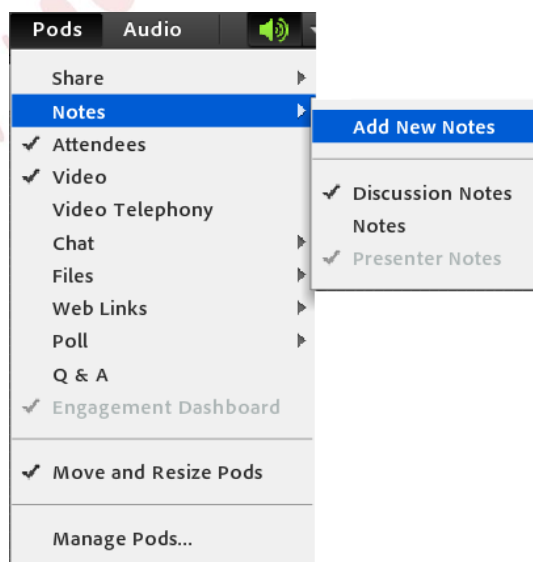 Pods Audio
Share
Notes
Attendees
Video
Video Telephony
Chat
Files
Web Links
Poll
Q & A
Engagement Dashboard
Move and Resize Pods
Manage Pods...
Add New Notes
Discussion Notes
Notes
Presenter Notes